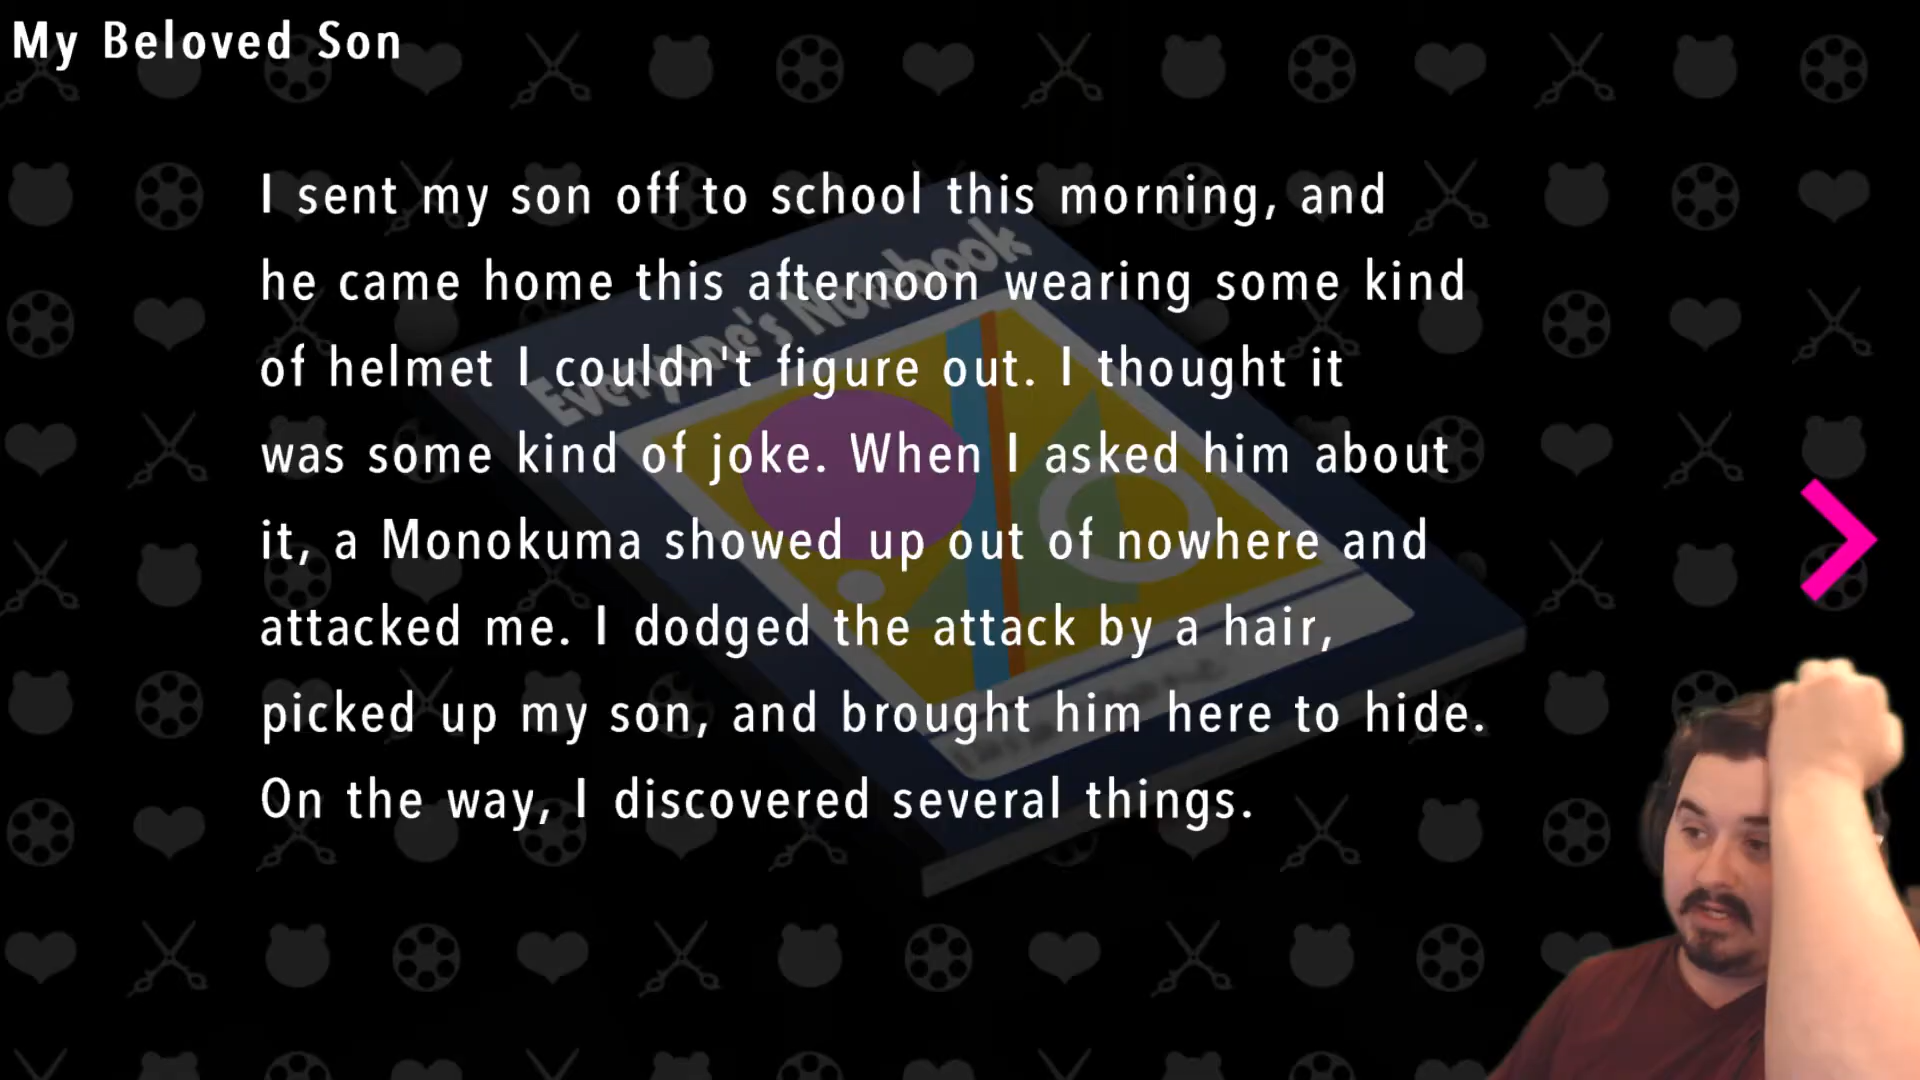 My Beloved Son
Everyone's Notebook
I sent my son off to school this morning, and
he came home this afternoon wearing some kind
of helmet I couldn't figure out. I thought it
was some kind of joke. When I asked him about
it, a Monokuma showed up out of nowhere and
attacked me. I dodged the attack by a hair,
picked up my son, and brought him here to hide.
On the way, I discovered several things.